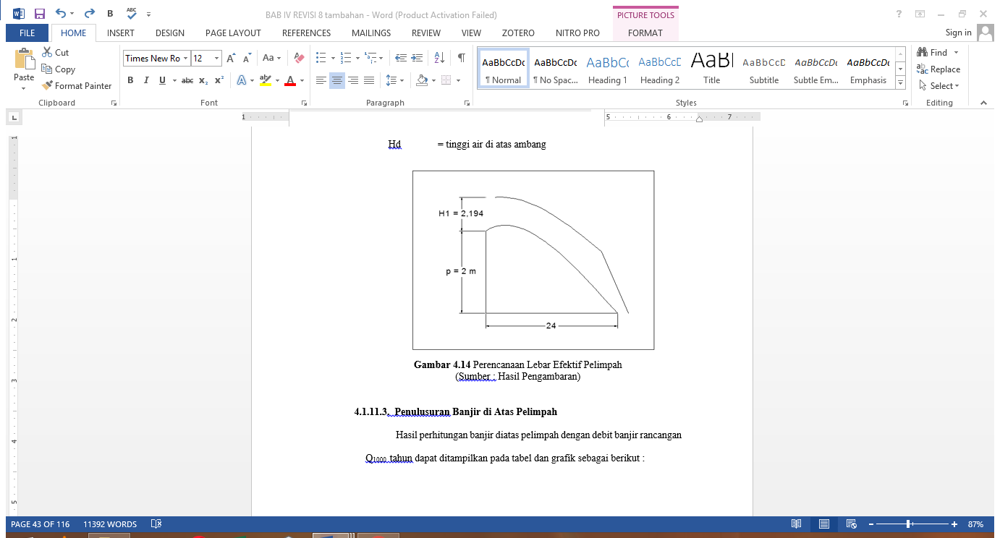 BAB IV REVISI 8 tambahan - Word (Product Activation Failed)
PICTURE TOOLS
FILE HOME INSERT DESIGN PAGE LAYOUT REFERENCES MAILINGS REVIEW VIEW ZOTERO NITRO PRO FORMAT Sign in
Paste
Cut
Copy
Format Painter
Clipboard
Times New Ro 12
Font
Paragraph
AaBbCcDc AaBbCcDc AaBbCc AaBbCcD AaBl AaBbCcD AaBbCcDc AaBbCcDc
¶ Normal ¶ No Spac... Heading 1 Heading 2 Title Subtitle Subtle Em... Emphasis
Styles
Find
Replace
Select
Editing
Hd = tinggi air di atas ambang
H1 = 2,194
p = 2 m
24
Gambar 4.14 Perencanaan Lebar Efektif Pelimpah
(Sumber : Hasil Pengambaran)
4.1.11.3. Penulusuran Banjir di Atas Pelimpah
Hasil perhitungan banjir diatas pelimpah dengan debit banjir rancangan
Q1000 tahun dapat ditampilkan pada tabel dan grafik sebagai berikut :
PAGE 43 OF 116 11392 WORDS 87%